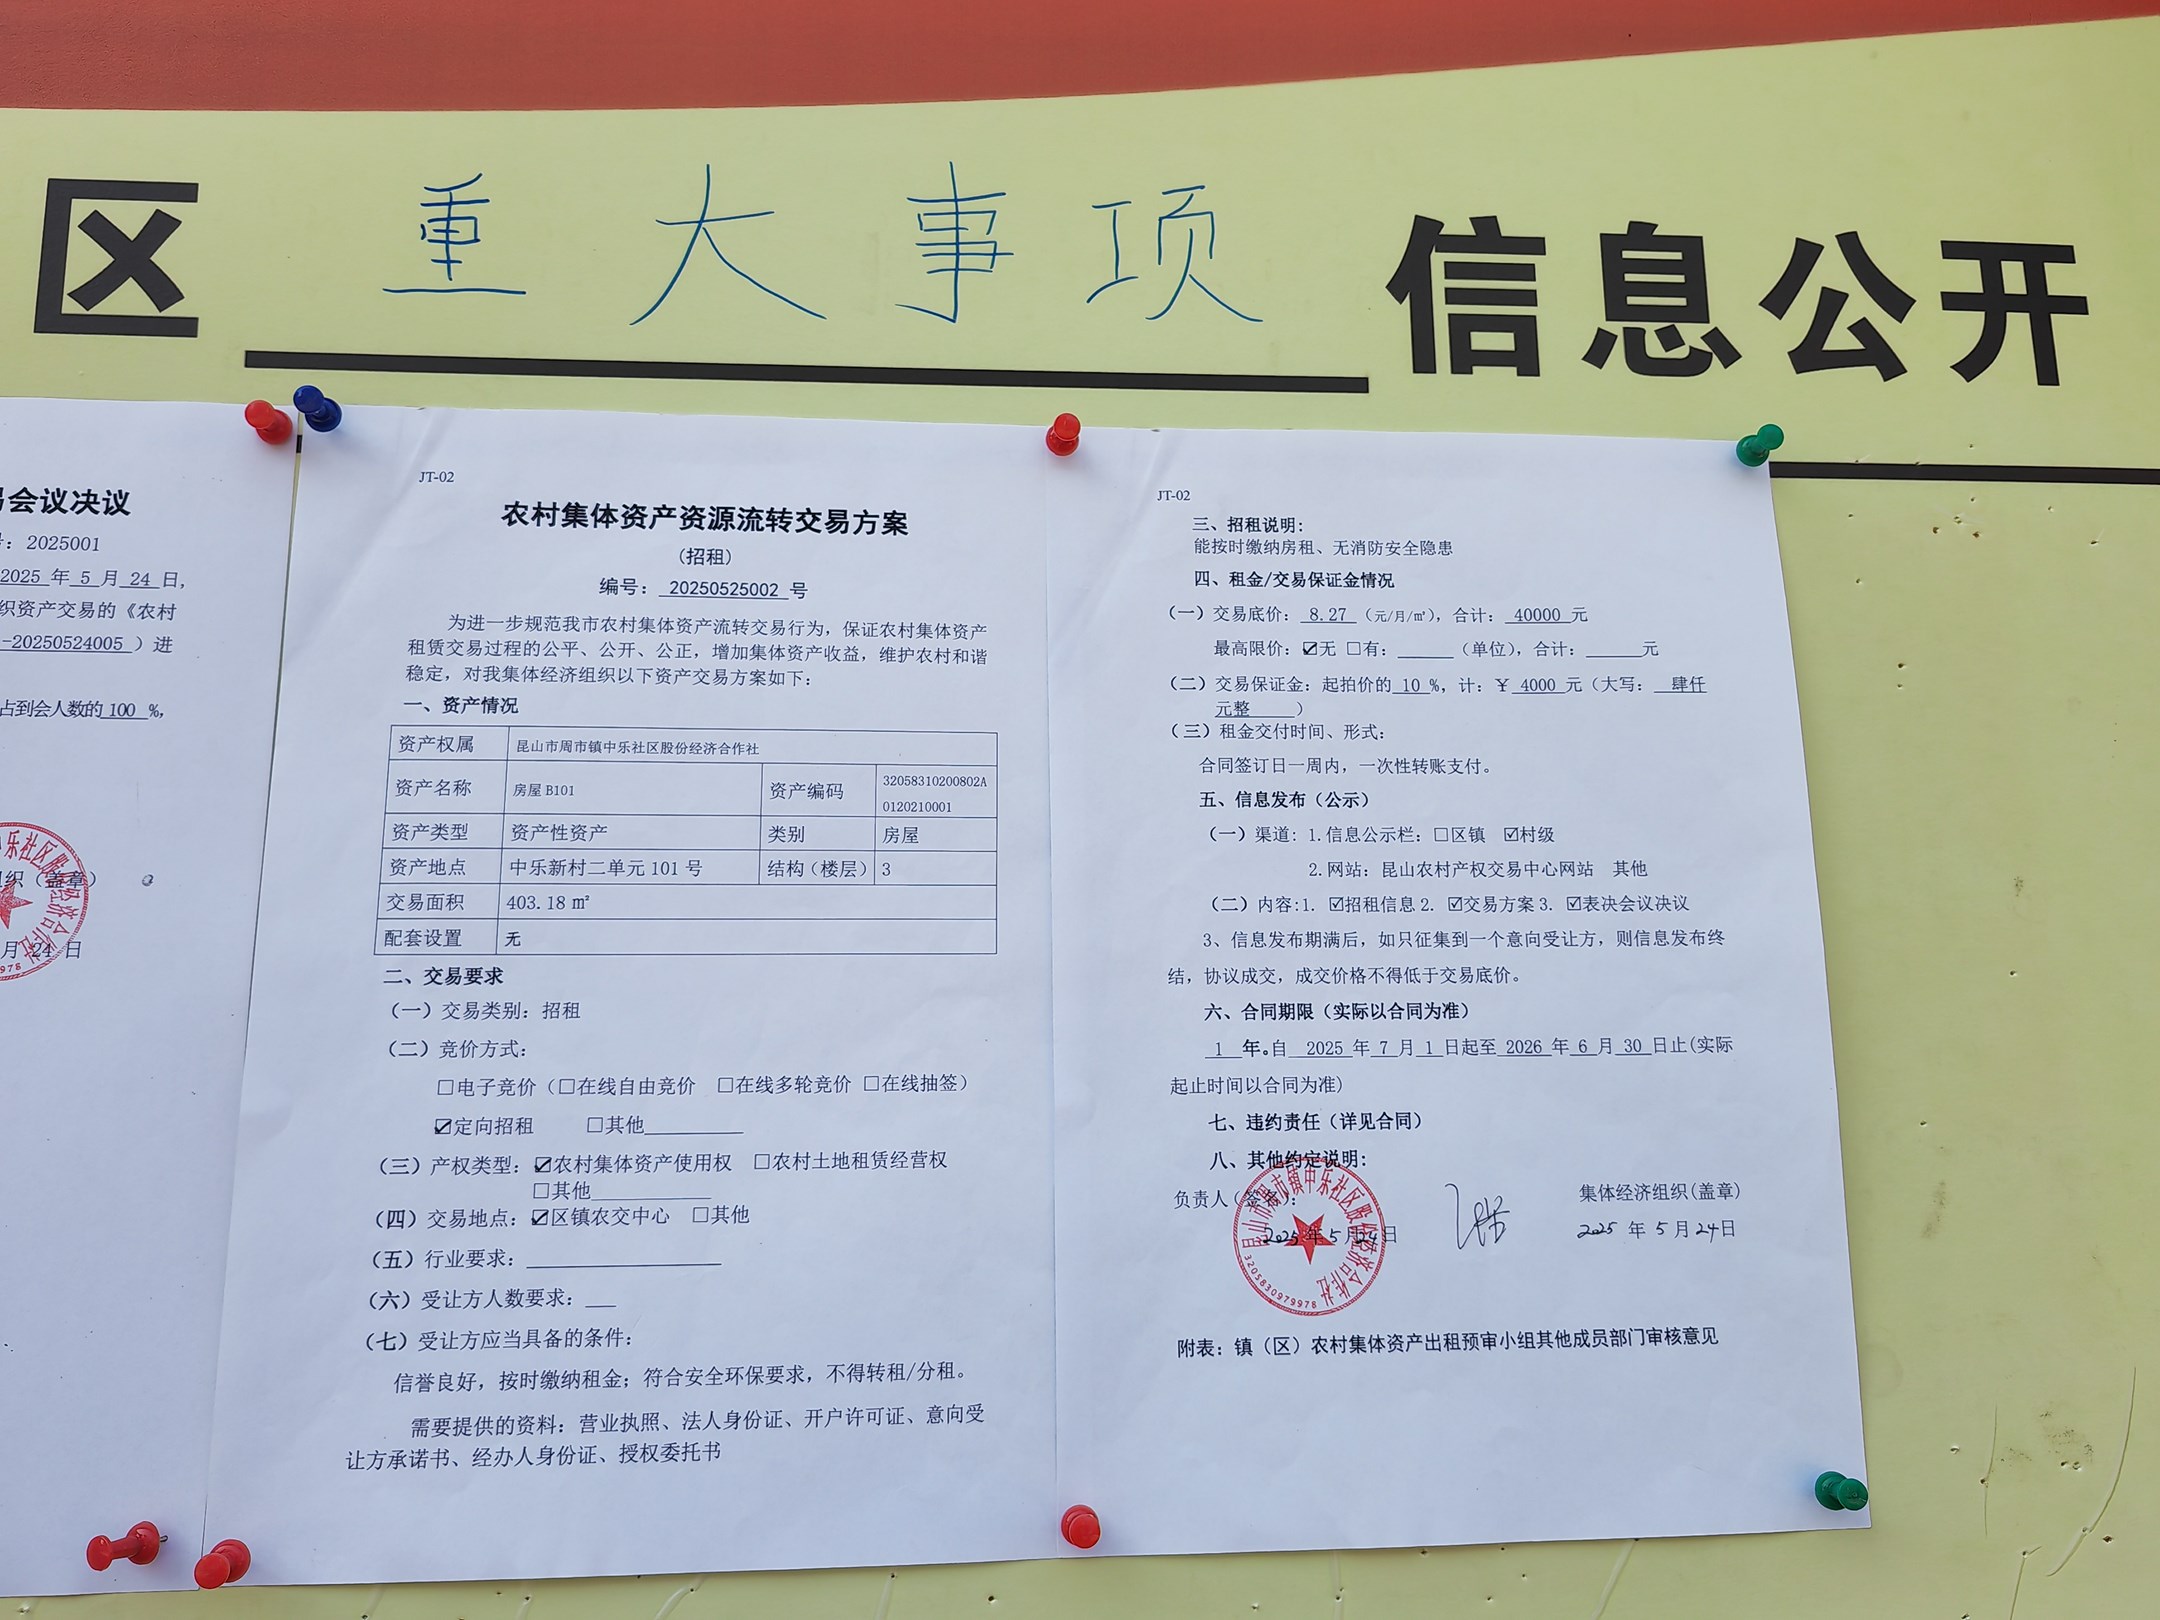 区 重大事项 信息公开
会议决议
：2025001
2025 年 5 月 24 日,
织资产交易的《农村
-20250524005 ）进
占到会人数的 100 %,
织（盖章）
月 24 日
JT-02
农村集体资产资源流转交易方案
（招租）
编号： 20250525002 号
为进一步规范我市农村集体资产流转交易行为，保证农村集体资产
租赁交易过程的公平、公开、公正，增加集体资产收益，维护农村和谐
稳定，对我集体经济组织以下资产交易方案如下：
一、资产情况
资产权属 昆山市周市镇中乐社区股份经济合作社
资产名称 房屋 B101 资产编码 32058310200802A
0120210001
资产类型 资产性资产 类别 房屋
资产地点 中乐新村二单元 101 号 结构（楼层） 3
交易面积 403.18 ㎡
配套设置 无
二、交易要求
（一）交易类别：招租
（二）竞价方式：
□电子竞价（□在线自由竞价 □在线多轮竞价 □在线抽签）
☑定向招租 □其他
（三）产权类型：☑农村集体资产使用权 □农村土地租赁经营权
□其他
（四）交易地点：☑区镇农交中心 □其他
（五）行业要求：
（六）受让方人数要求：
（七）受让方应当具备的条件：
信誉良好，按时缴纳租金；符合安全环保要求，不得转租/分租。
需要提供的资料：营业执照、法人身份证、开户许可证、意向受
让方承诺书、经办人身份证、授权委托书
JT-02
三、招租说明：
能按时缴纳房租、无消防安全隐患
四、租金/交易保证金情况
（一）交易底价： 8.27 （元/月/㎡），合计： 40000 元
最高限价：☑无 □有：______（单位），合计：______元
（二）交易保证金：起拍价的 10 %，计：￥ 4000 元（大写： 肆仟
元整 ）
（三）租金交付时间、形式：
合同签订日一周内，一次性转账支付。
五、信息发布（公示）
（一）渠道：1.信息公示栏：□区镇 ☑村级
2.网站：昆山农村产权交易中心网站 其他
（二）内容:1. ☑招租信息 2. ☑交易方案 3. ☑表决会议决议
3、信息发布期满后，如只征集到一个意向受让方，则信息发布终
结，协议成交，成交价格不得低于交易底价。
六、合同期限（实际以合同为准）
1 年。自 2025 年 7 月 1 日起至 2026 年 6 月 30 日止(实际
起止时间以合同为准)
七、违约责任（详见合同）
八、其他约定说明：
负责人（签名）： 集体经济组织(盖章)
2025 年 5 月 24 日 2025 年 5 月 24 日
昆山市周市镇中乐社区股份经济合作社
3205830979978
附表：镇（区）农村集体资产出租预审小组其他成员部门审核意见